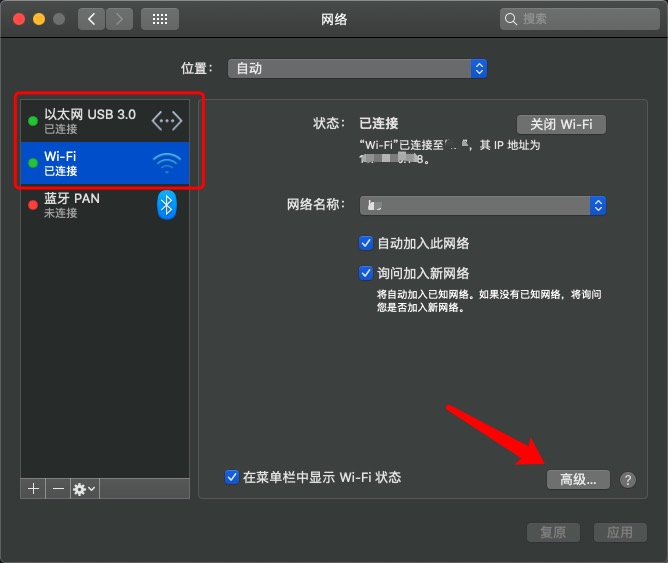 网络
搜索
位置：
自动
以太网 USB 3.0
已连接
Wi-Fi
已连接
蓝牙 PAN
未连接
状态：
已连接
关闭 Wi-Fi
“Wi-Fi”已连接至 ，其 IP 地址为
8。
网络名称：
自动加入此网络
询问加入新网络
将自动加入已知网络。如果没有已知网络，将询问
您是否加入新网络。
在菜单栏中显示 Wi-Fi 状态
高级...
?
复原
应用